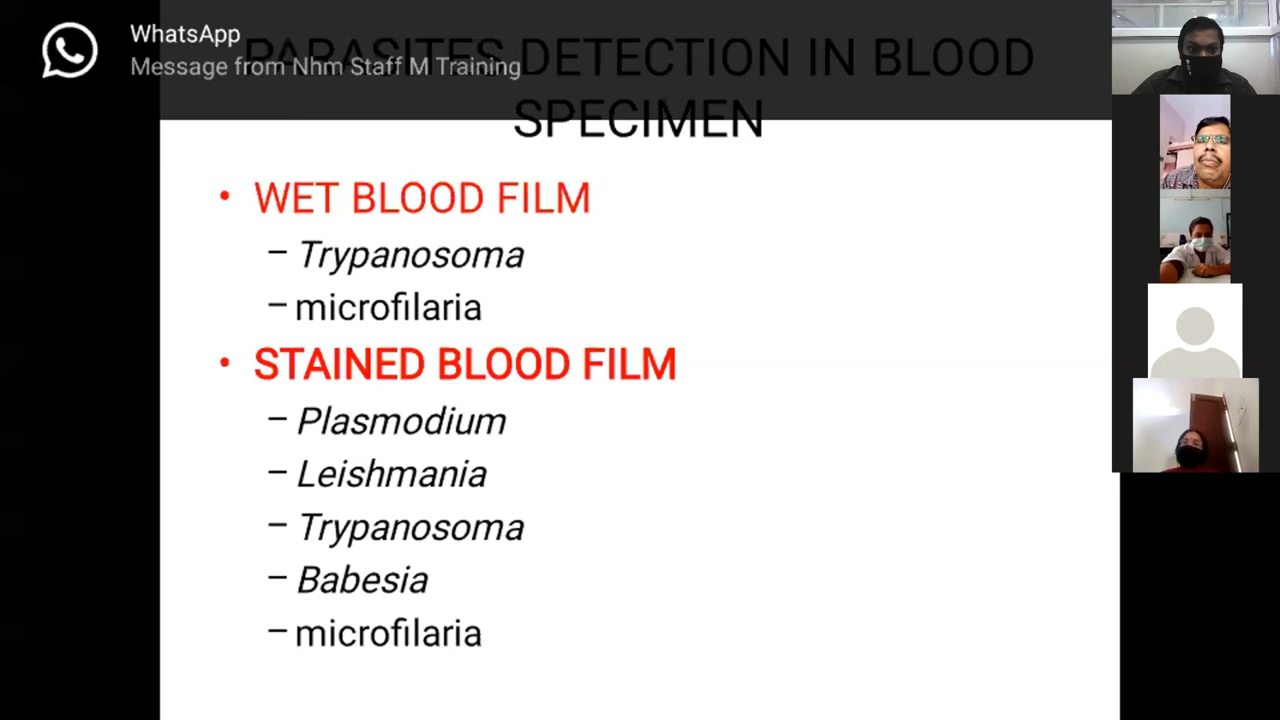 WhatsApp
Message from Nhm Staff M Training
PARASITES DETECTION IN BLOOD
SPECIMEN
• WET BLOOD FILM
– Trypanosoma
– microfilaria
• STAINED BLOOD FILM
– Plasmodium
– Leishmania
– Trypanosoma
– Babesia
– microfilaria